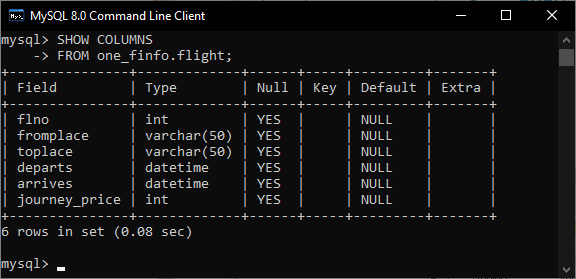 MySQL 8.0 Command Line Client
mysql> SHOW COLUMNS
    -> FROM one_finfo.flight;
+---------------+-------------+------+-----+---------+-------+
| Field         | Type        | Null | Key | Default | Extra |
+---------------+-------------+------+-----+---------+-------+
| flno          | int         | YES  |     | NULL    |       |
| fromplace     | varchar(50) | YES  |     | NULL    |       |
| toplace       | varchar(50) | YES  |     | NULL    |       |
| departs       | datetime    | YES  |     | NULL    |       |
| arrives       | datetime    | YES  |     | NULL    |       |
| journey_price | int         | YES  |     | NULL    |       |
+---------------+-------------+------+-----+---------+-------+
6 rows in set (0.08 sec)
mysql>